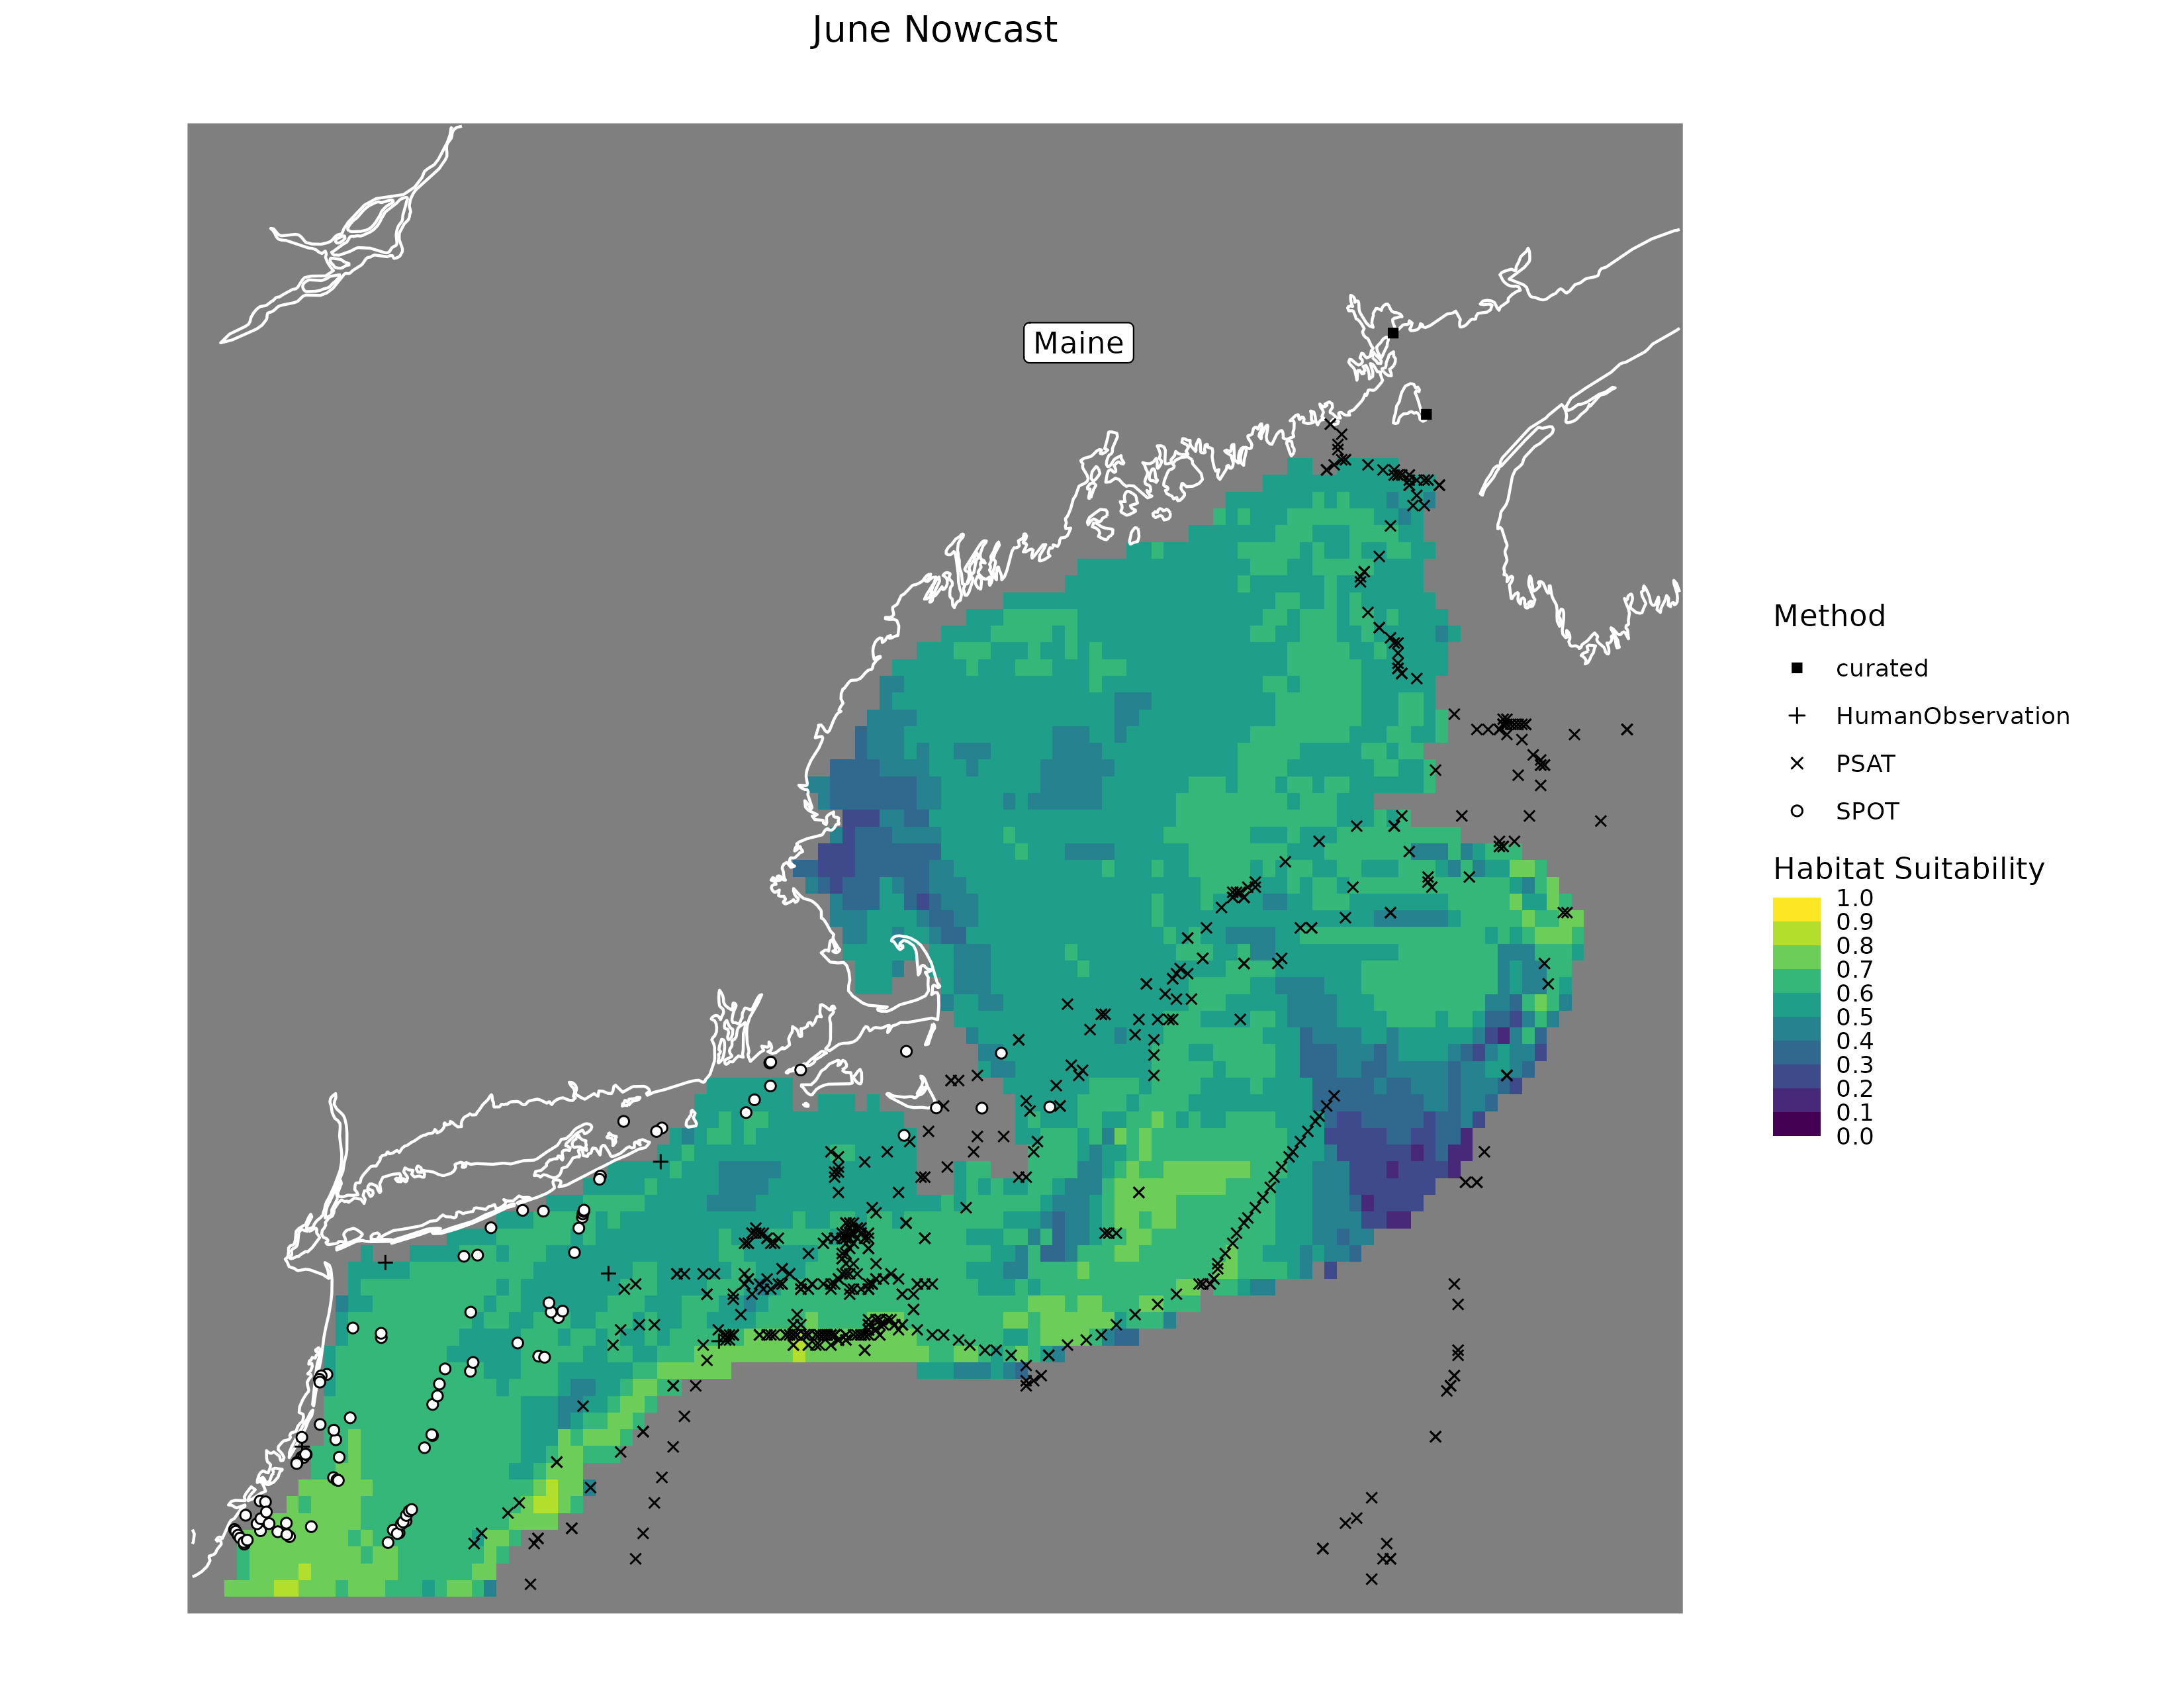 June Nowcast
Maine
Method
curated
HumanObservation
PSAT
SPOT
Habitat Suitability
1.0
0.9
0.8
0.7
0.6
0.5
0.4
0.3
0.2
0.1
0.0